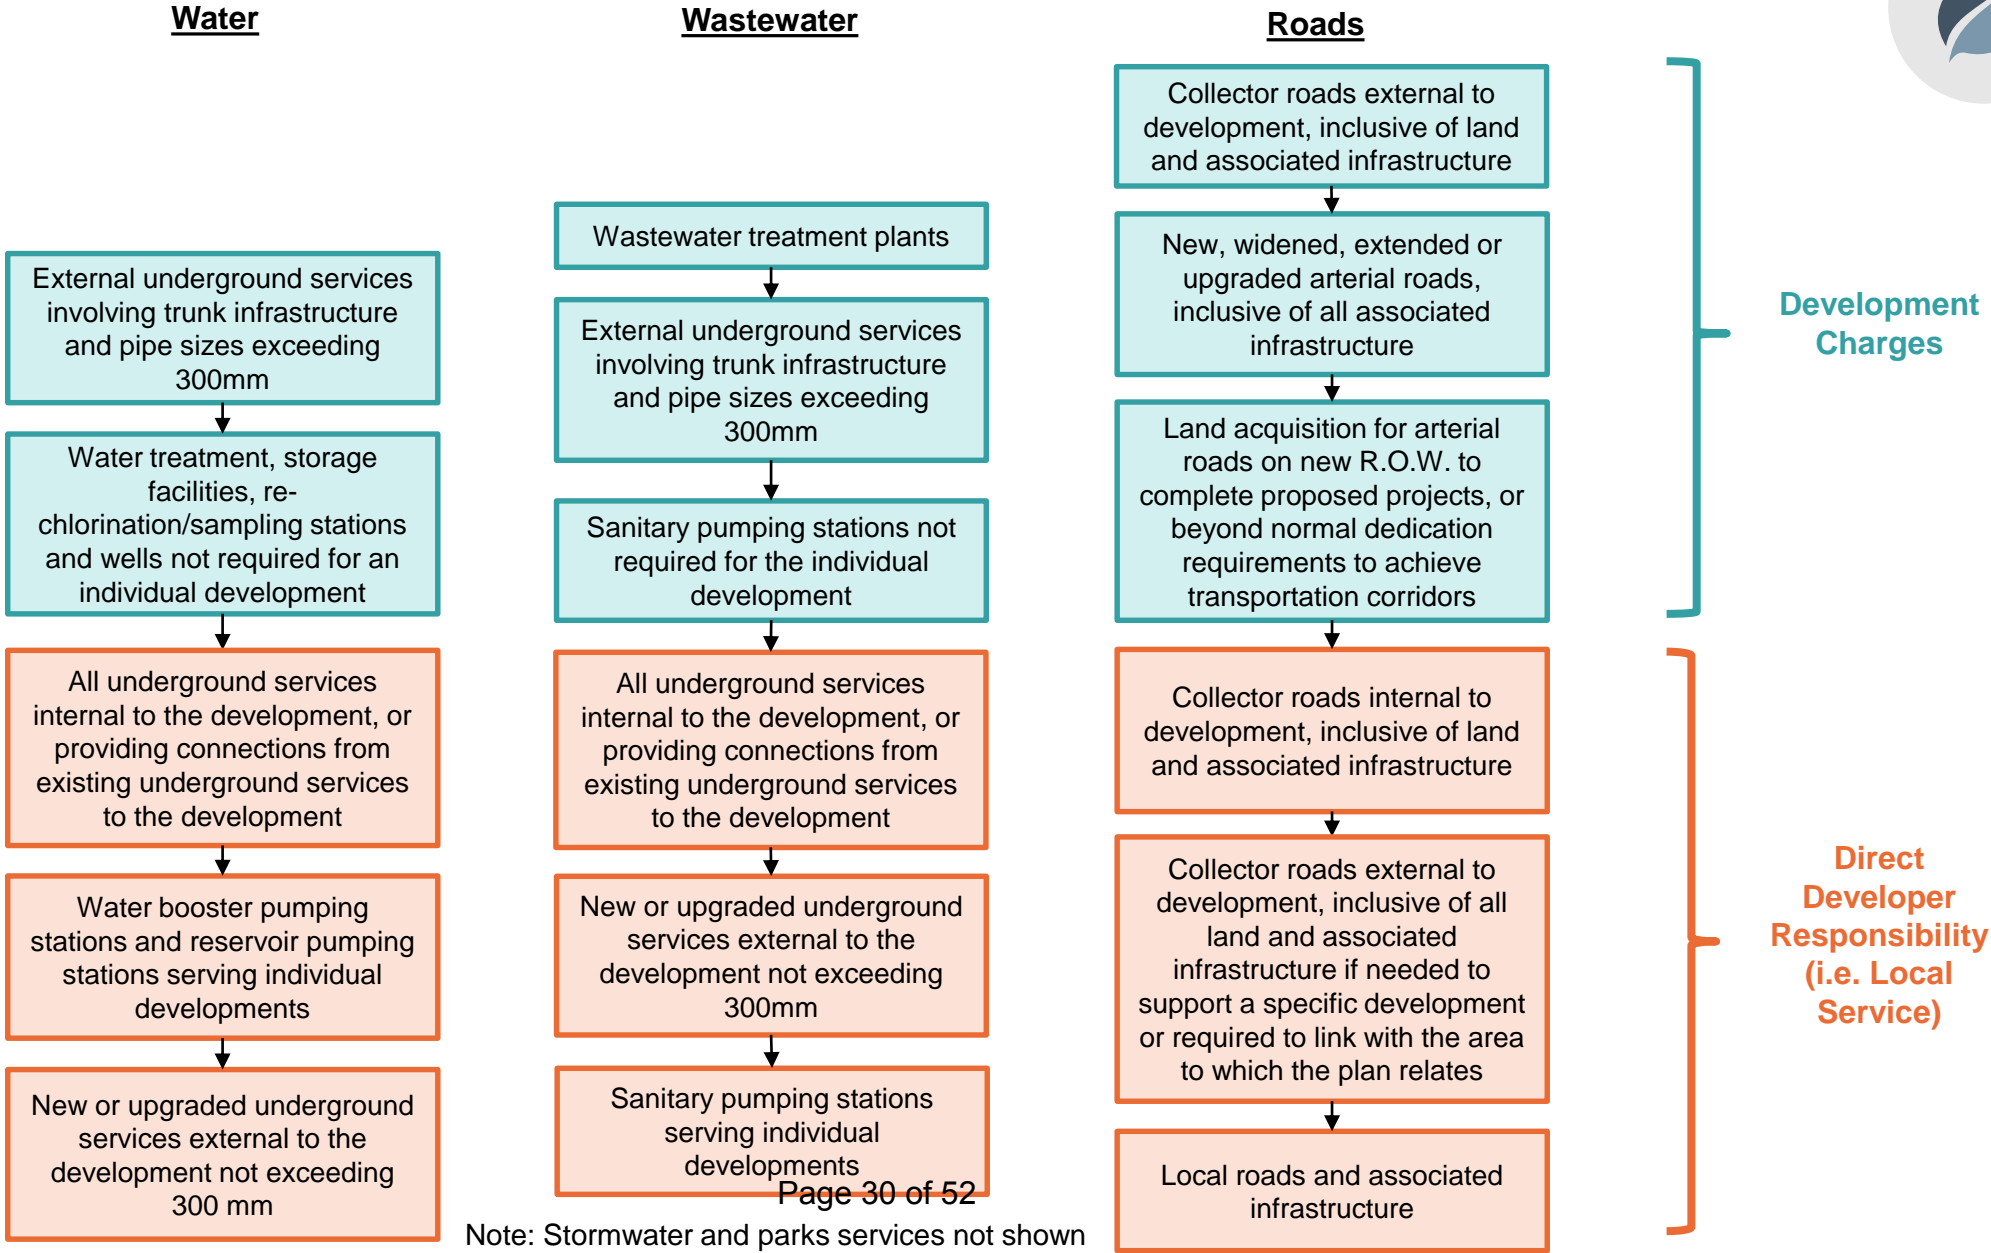 Water
External underground services
involving trunk infrastructure
and pipe sizes exceeding
300mm
Water treatment, storage
facilities, re-
chlorination/sampling stations
and wells not required for an
individual development
All underground services
internal to the development, or
providing connections from
existing underground services
to the development
Water booster pumping
stations and reservoir pumping
stations serving individual
developments
New or upgraded underground
services external to the
development not exceeding
300 mm
Wastewater
Wastewater treatment plants
External underground services
involving trunk infrastructure
and pipe sizes exceeding
300mm
Sanitary pumping stations not
required for the individual
development
All underground services
internal to the development, or
providing connections from
existing underground services
to the development
New or upgraded underground
services external to the
development not exceeding
300mm
Sanitary pumping stations
serving individual
developments
Roads
Collector roads external to
development, inclusive of land
and associated infrastructure
New, widened, extended or
upgraded arterial roads,
inclusive of all associated
infrastructure
Land acquisition for arterial
roads on new R.O.W. to
complete proposed projects, or
beyond normal dedication
requirements to achieve
transportation corridors
Collector roads internal to
development, inclusive of land
and associated infrastructure
Collector roads external to
development, inclusive of all
land and associated
infrastructure if needed to
support a specific development
or required to link with the area
to which the plan relates
Local roads and associated
infrastructure
Development
Charges
Direct
Developer
Responsibility
(i.e. Local
Service)
Page 30 of 52
Note: Stormwater and parks services not shown